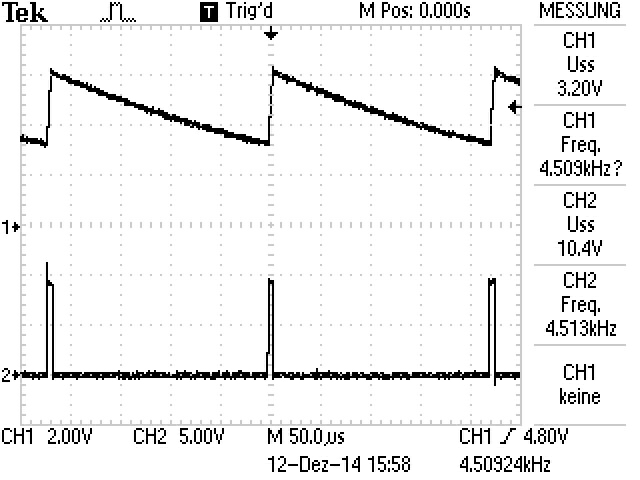 Tek T Trig'd M Pos: 0.000s MESSUNG
CH1
Uss
3.20V
CH1
Freq.
4.509kHz?
1
CH2
Uss
10.4V
CH2
Freq.
4.513kHz
2
CH1
keine
CH1 2.00V CH2 5.00V M 50.0µs CH1 4.80V
12-Dez-14 15:58 4.50924kHz